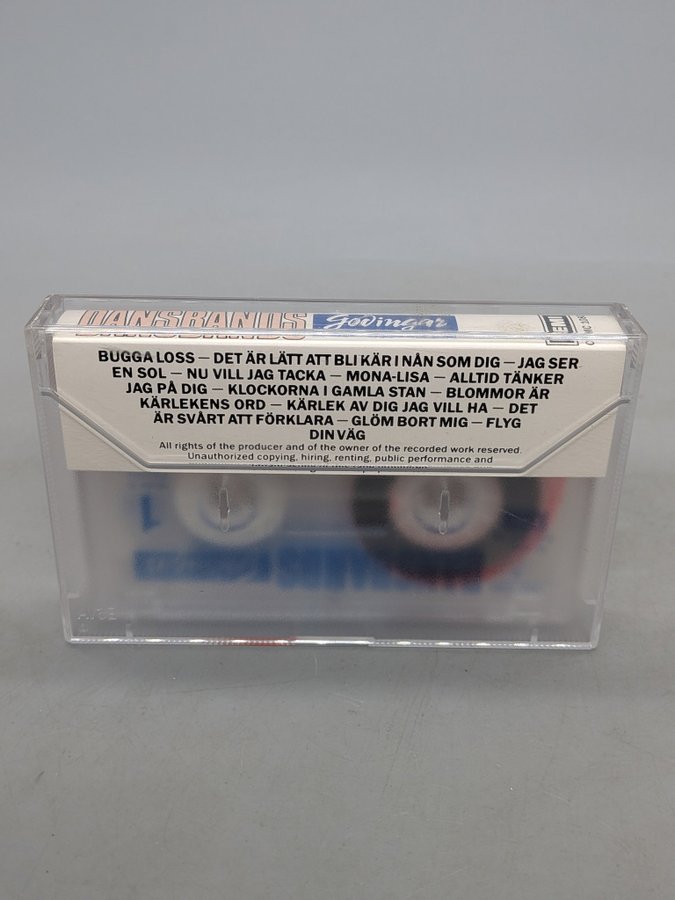 DANSBANDS Govingar
BUGGA LOSS — DET ÄR LÄTT ATT BLI KÄR I NÅN SOM DIG — JAG SER
EN SOL — NU VILL JAG TACKA — MONA-LISA — ALLTID TÄNKER
JAG PÅ DIG — KLOCKORNA I GAMLA STAN — BLOMMOR ÄR
KÄRLEKENS ORD — KÄRLEK AV DIG JAG VILL HA — DET
ÄR SVÅRT ATT FÖRKLARA — GLÖM BORT MIG — FLYG
DIN VÄG
All rights of the producer and of the owner of the recorded work reserved.
Unauthorized copying, hiring, renting, public performance and
1